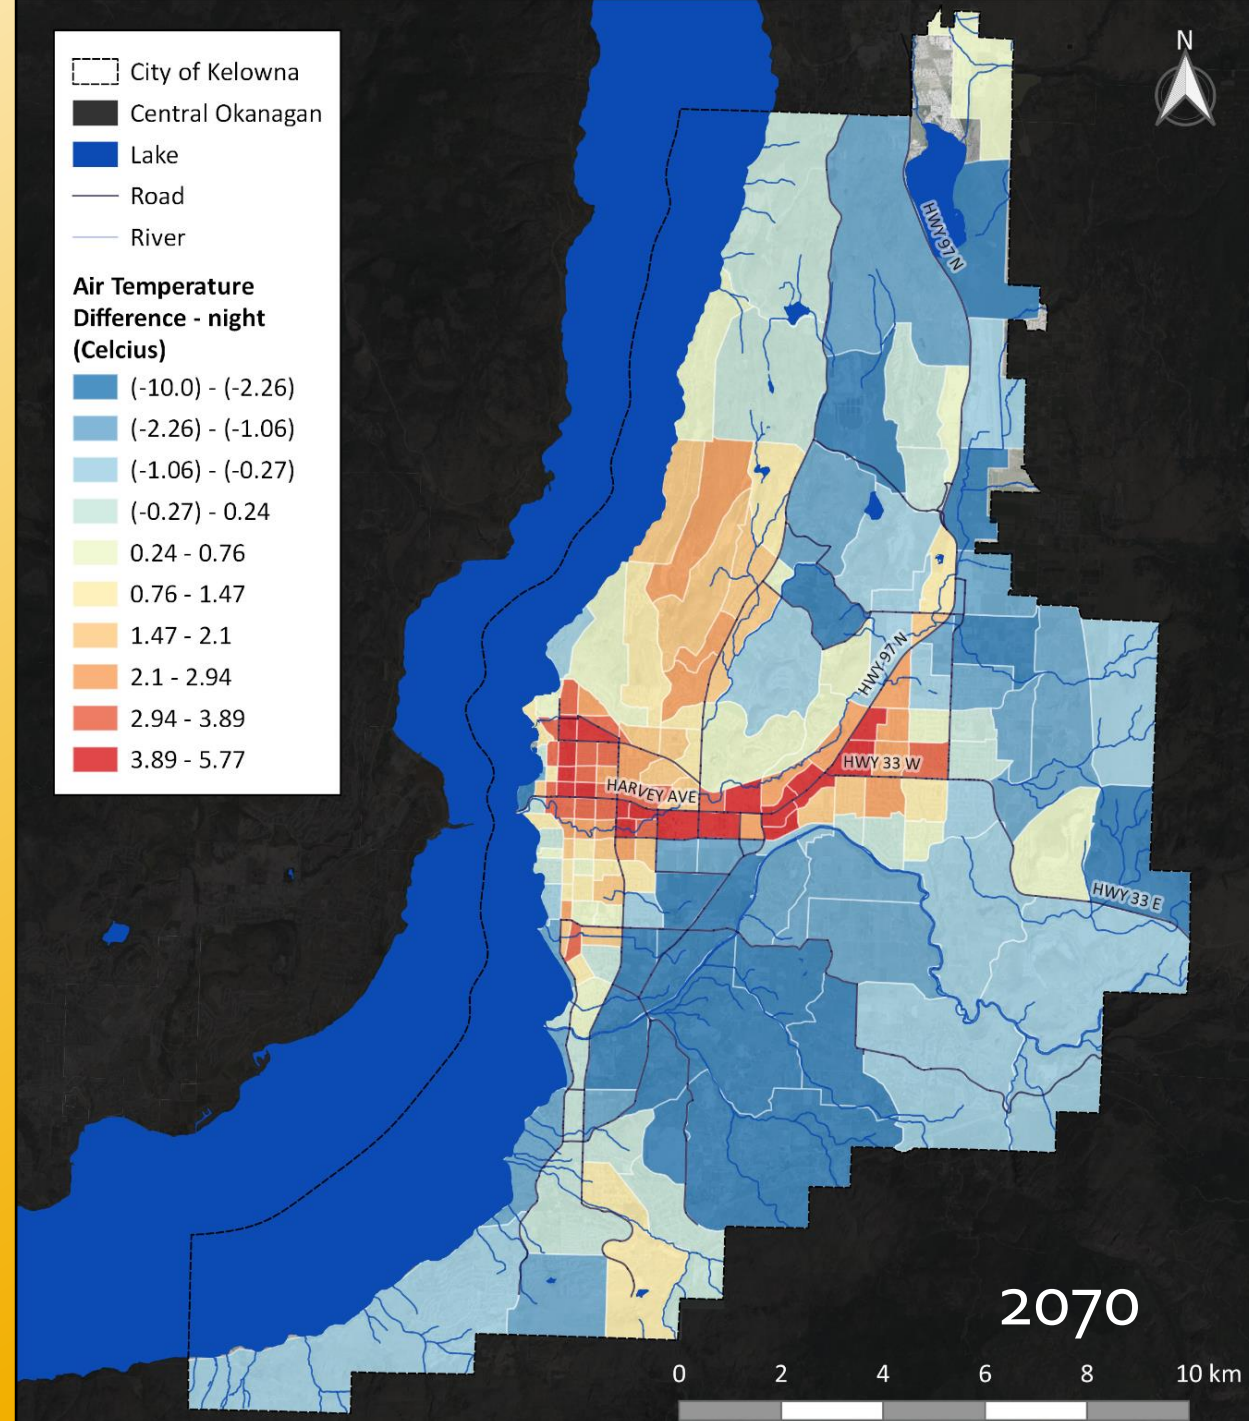 City of Kelowna
Central Okanagan
Lake
Road
River
Air Temperature
Difference - night
(Celcius)
(-10.0) - (-2.26)
(-2.26) - (-1.06)
(-1.06) - (-0.27)
(-0.27) - 0.24
0.24 - 0.76
0.76 - 1.47
1.47 - 2.1
2.1 - 2.94
2.94 - 3.89
3.89 - 5.77
N
HWY 97 N
HWY 97 N
HWY 33 W
HARVEY AVE
HWY 33 E
2070
0 2 4 6 8 10 km